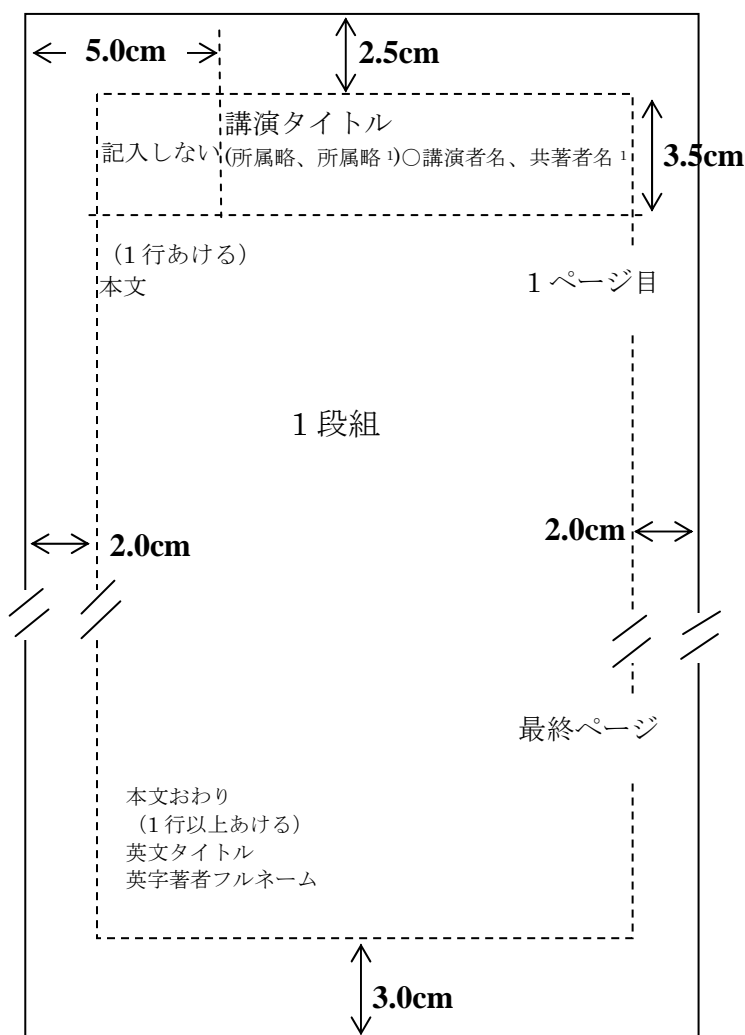 5.0cm
2.5cm
記入しない
講演タイトル
(所属略、所属略¹)○講演者名、共著者名¹
3.5cm
（1 行あける）
本文
1 ページ目
1 段組
2.0cm
2.0cm
最終ページ
本文おわり
（1 行以上あける）
英文タイトル
英字著者フルネーム
3.0cm